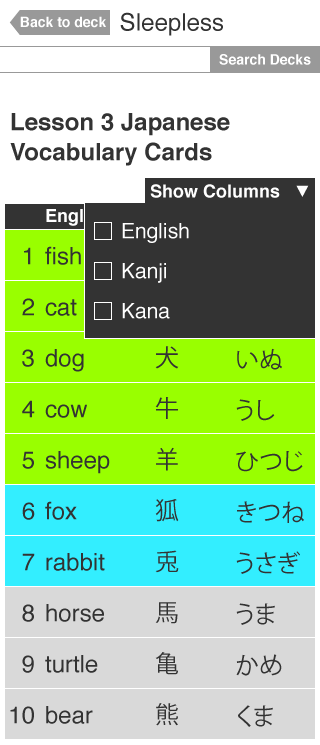 Back to deck Sleepless
Search Decks
Lesson 3 Japanese
Vocabulary Cards
Show Columns ▼
Engl
English
Kanji
Kana
1 fish
2 cat
3 dog 犬 いぬ
4 cow 牛 うし
5 sheep 羊 ひつじ
6 fox 狐 きつね
7 rabbit 兎 うさぎ
8 horse 馬 うま
9 turtle 亀 かめ
10 bear 熊 くま